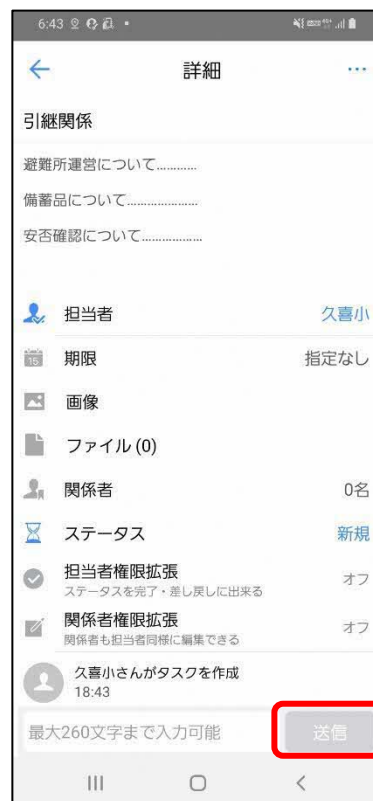 6:43
詳細
引継関係
避難所運営について…………
備蓄品について………………
安否確認について………………
担当者 久喜小
15 期限 指定なし
画像
ファイル (0)
関係者 0名
ステータス 新規
担当者権限拡張 オフ
ステータスを完了・差し戻しに出来る
関係者権限拡張 オフ
関係者も担当者同様に編集できる
久喜小さんがタスクを作成
18:43
最大260文字まで入力可能 送信